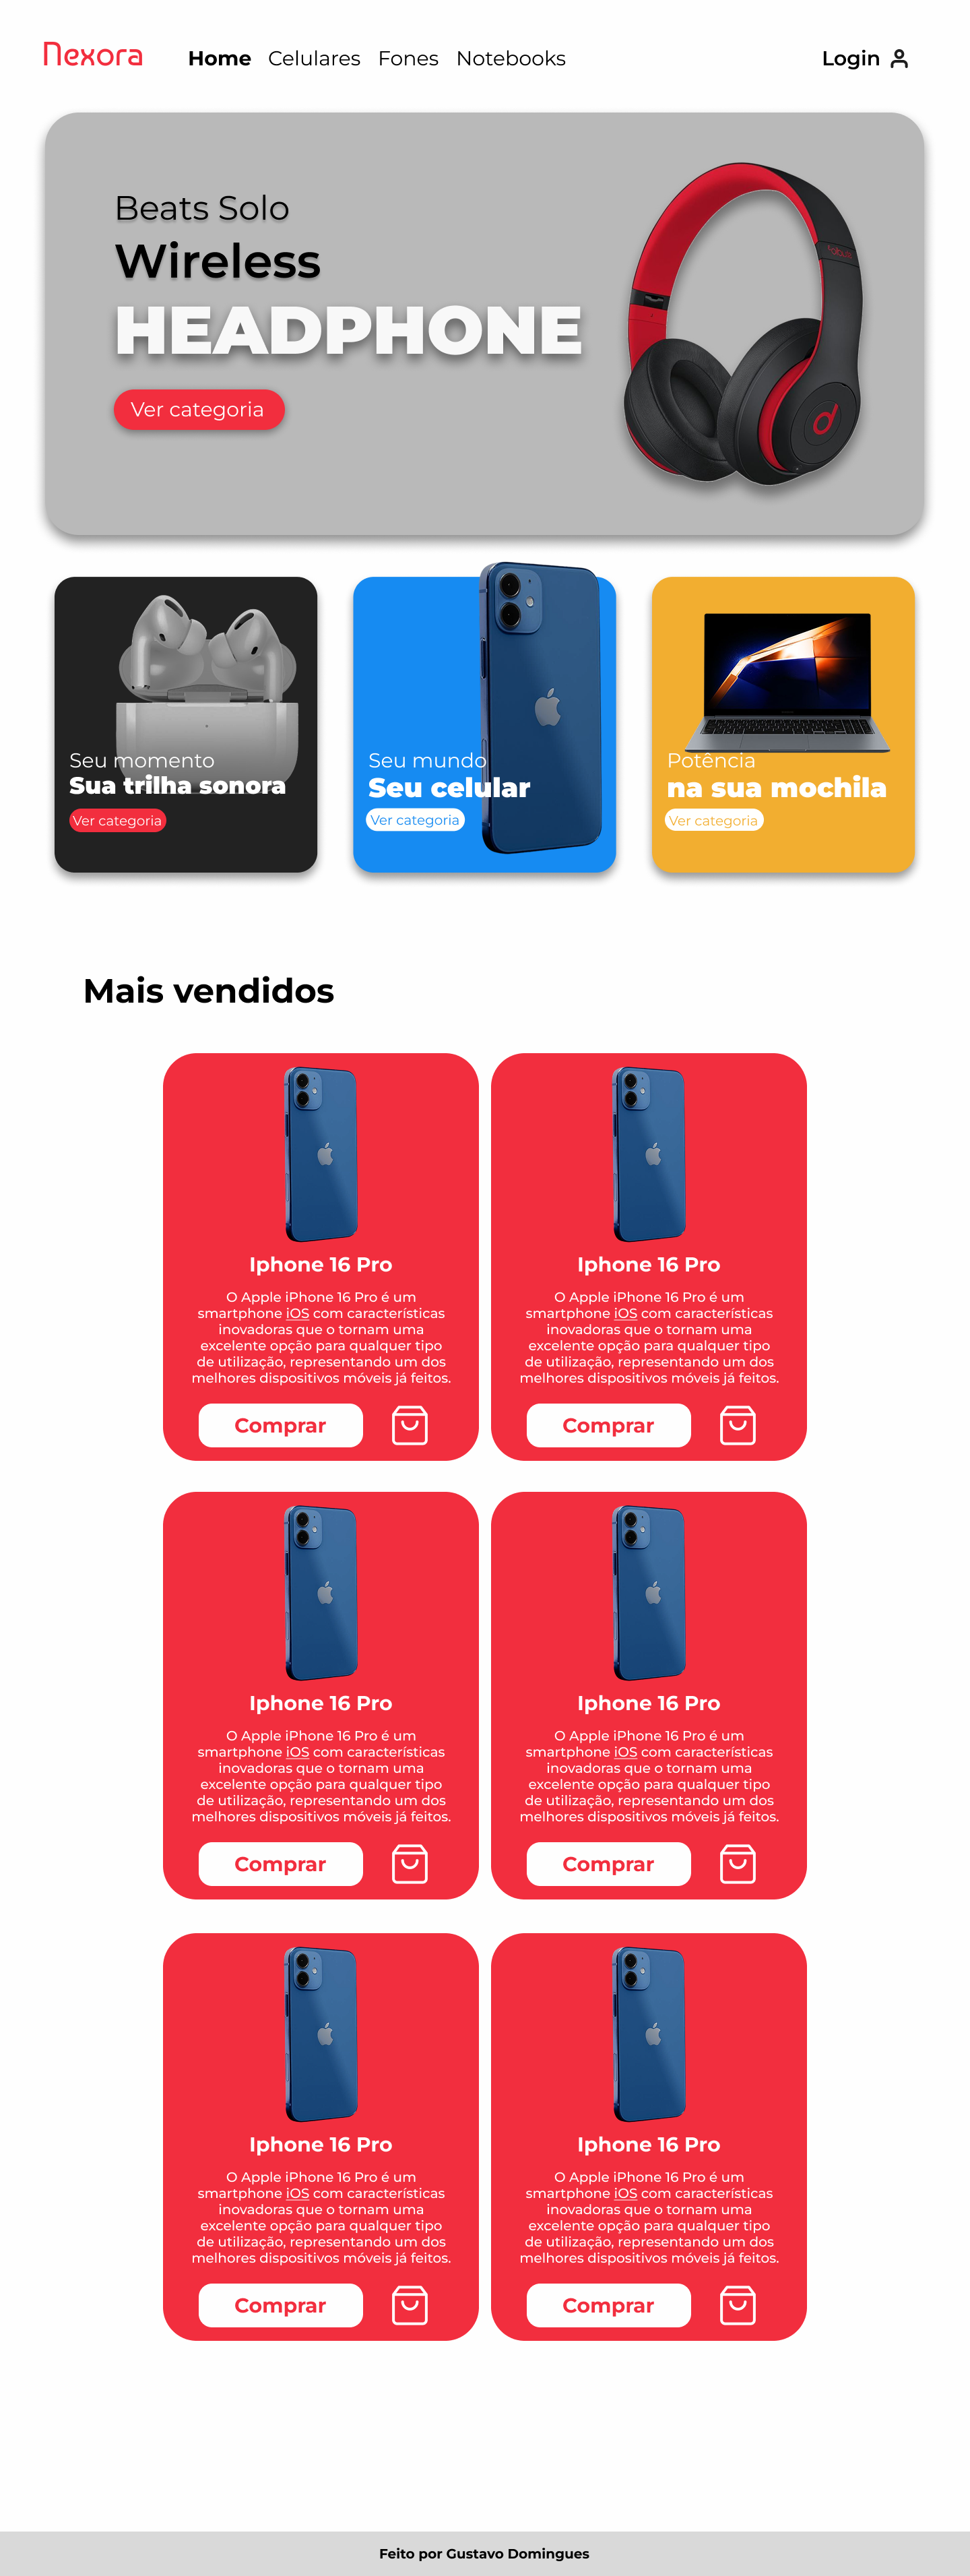 Nexora
Home Celulares Fones Notebooks
Login
Beats Solo
Wireless
HEADPHONE
Ver categoria
Seu momento
Sua trilha sonora
Ver categoria
Seu mundo
Seu celular
Ver categoria
Potência
na sua mochila
Ver categoria
Mais vendidos
Iphone 16 Pro
O Apple iPhone 16 Pro é um
smartphone iOS com características
inovadoras que o tornam uma
excelente opção para qualquer tipo
de utilização, representando um dos
melhores dispositivos móveis já feitos.
Comprar
Iphone 16 Pro
O Apple iPhone 16 Pro é um
smartphone iOS com características
inovadoras que o tornam uma
excelente opção para qualquer tipo
de utilização, representando um dos
melhores dispositivos móveis já feitos.
Comprar
Iphone 16 Pro
O Apple iPhone 16 Pro é um
smartphone iOS com características
inovadoras que o tornam uma
excelente opção para qualquer tipo
de utilização, representando um dos
melhores dispositivos móveis já feitos.
Comprar
Iphone 16 Pro
O Apple iPhone 16 Pro é um
smartphone iOS com características
inovadoras que o tornam uma
excelente opção para qualquer tipo
de utilização, representando um dos
melhores dispositivos móveis já feitos.
Comprar
Iphone 16 Pro
O Apple iPhone 16 Pro é um
smartphone iOS com características
inovadoras que o tornam uma
excelente opção para qualquer tipo
de utilização, representando um dos
melhores dispositivos móveis já feitos.
Comprar
Iphone 16 Pro
O Apple iPhone 16 Pro é um
smartphone iOS com características
inovadoras que o tornam uma
excelente opção para qualquer tipo
de utilização, representando um dos
melhores dispositivos móveis já feitos.
Comprar
Feito por Gustavo Domingues